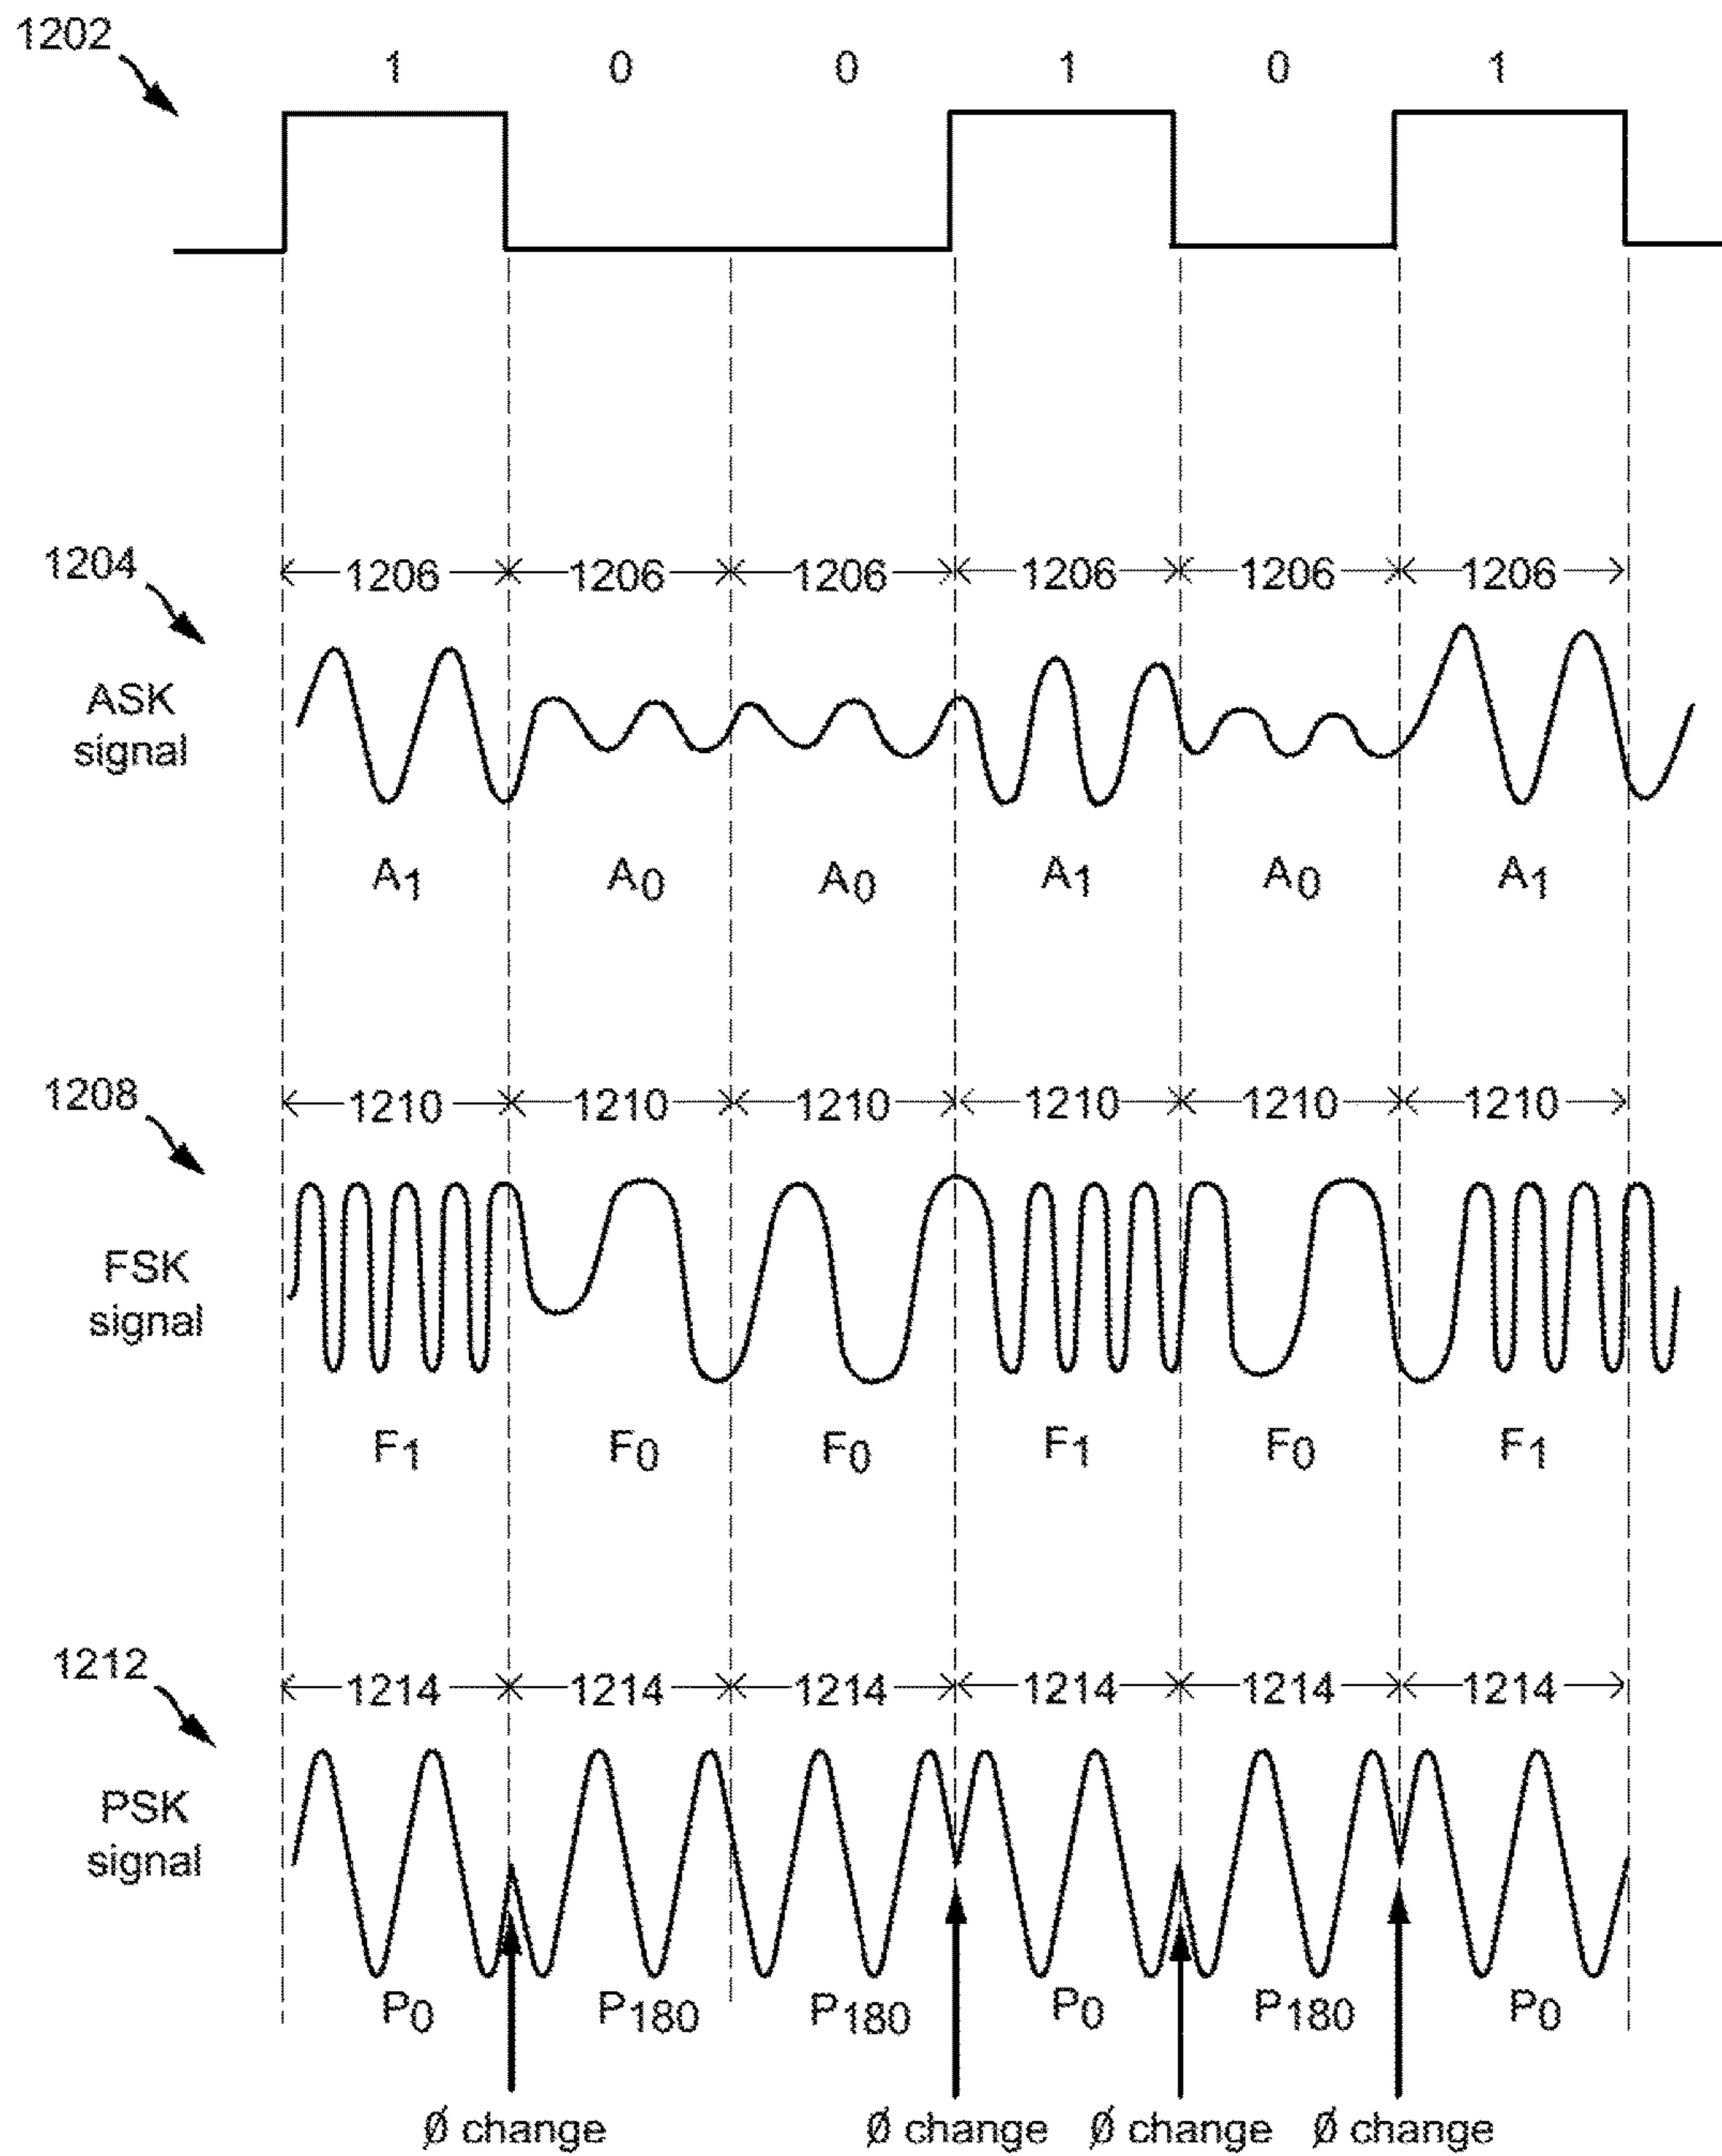 1202
1 0 0 1 0 1
1204
1206 1206 1206 1206 1206 1206
ASK
signal
A1 A0 A0 A1 A0 A1
1208
1210 1210 1210 1210 1210 1210
FSK
signal
F1 F0 F0 F1 F0 F1
1212
1214 1214 1214 1214 1214 1214
PSK
signal
P0 P180 P180 P0 P180 P0
Ø change Ø change Ø change Ø change